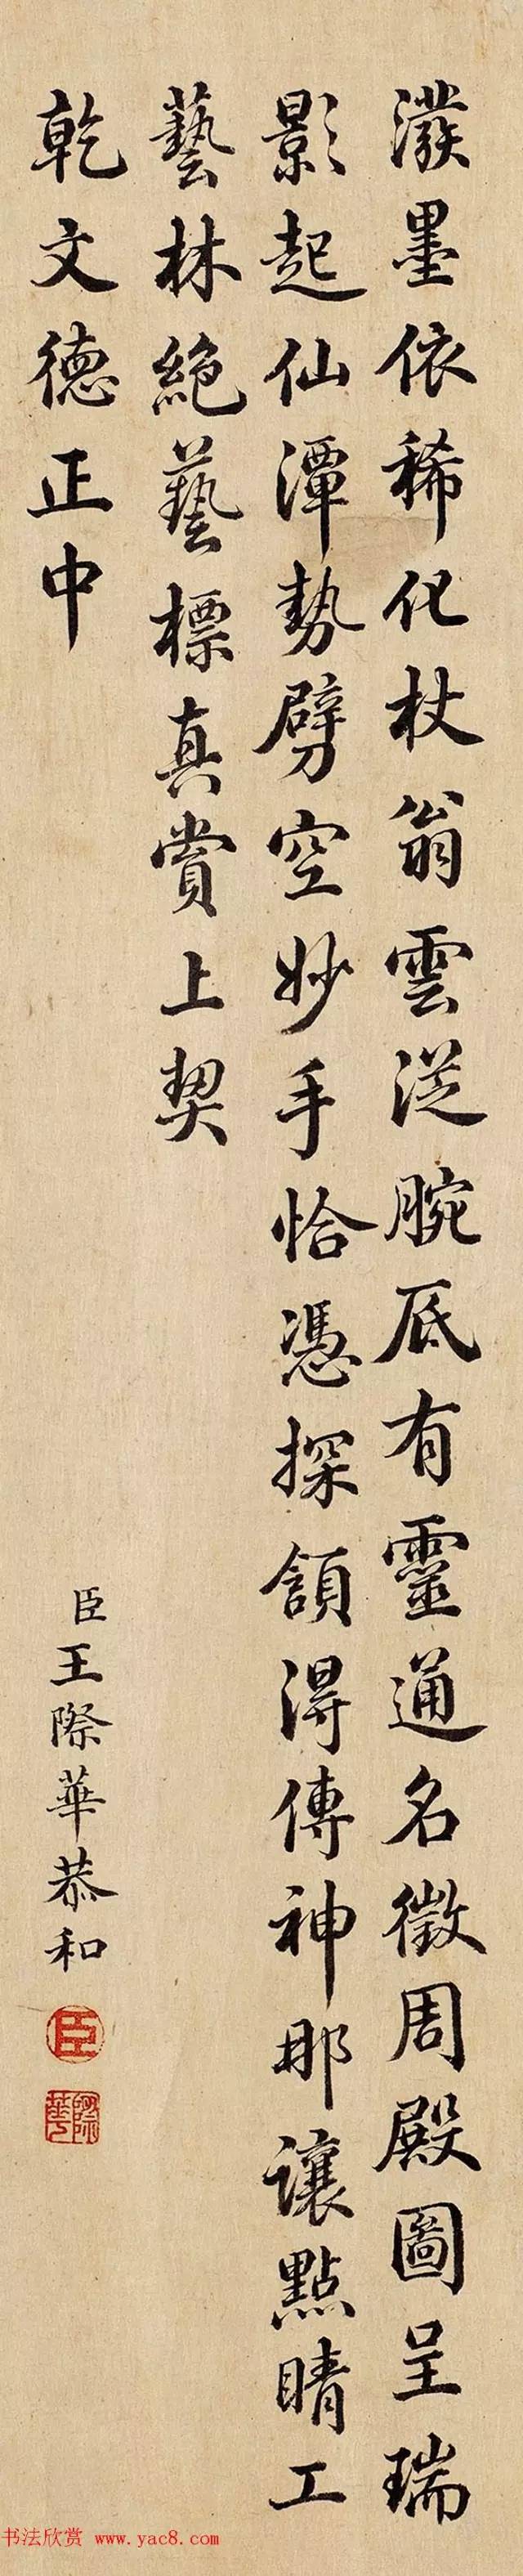 潑墨依稀化杖翁雲從腕底有靈通名徵周殿圖呈瑞
影起仙潭勢劈空妙手恰憑探頷得傳神那讓點睛工
藝林絕藝標真賞上契
乾文德正中
臣王際華恭和
臣
際華
书法欣赏 www.yac8.com